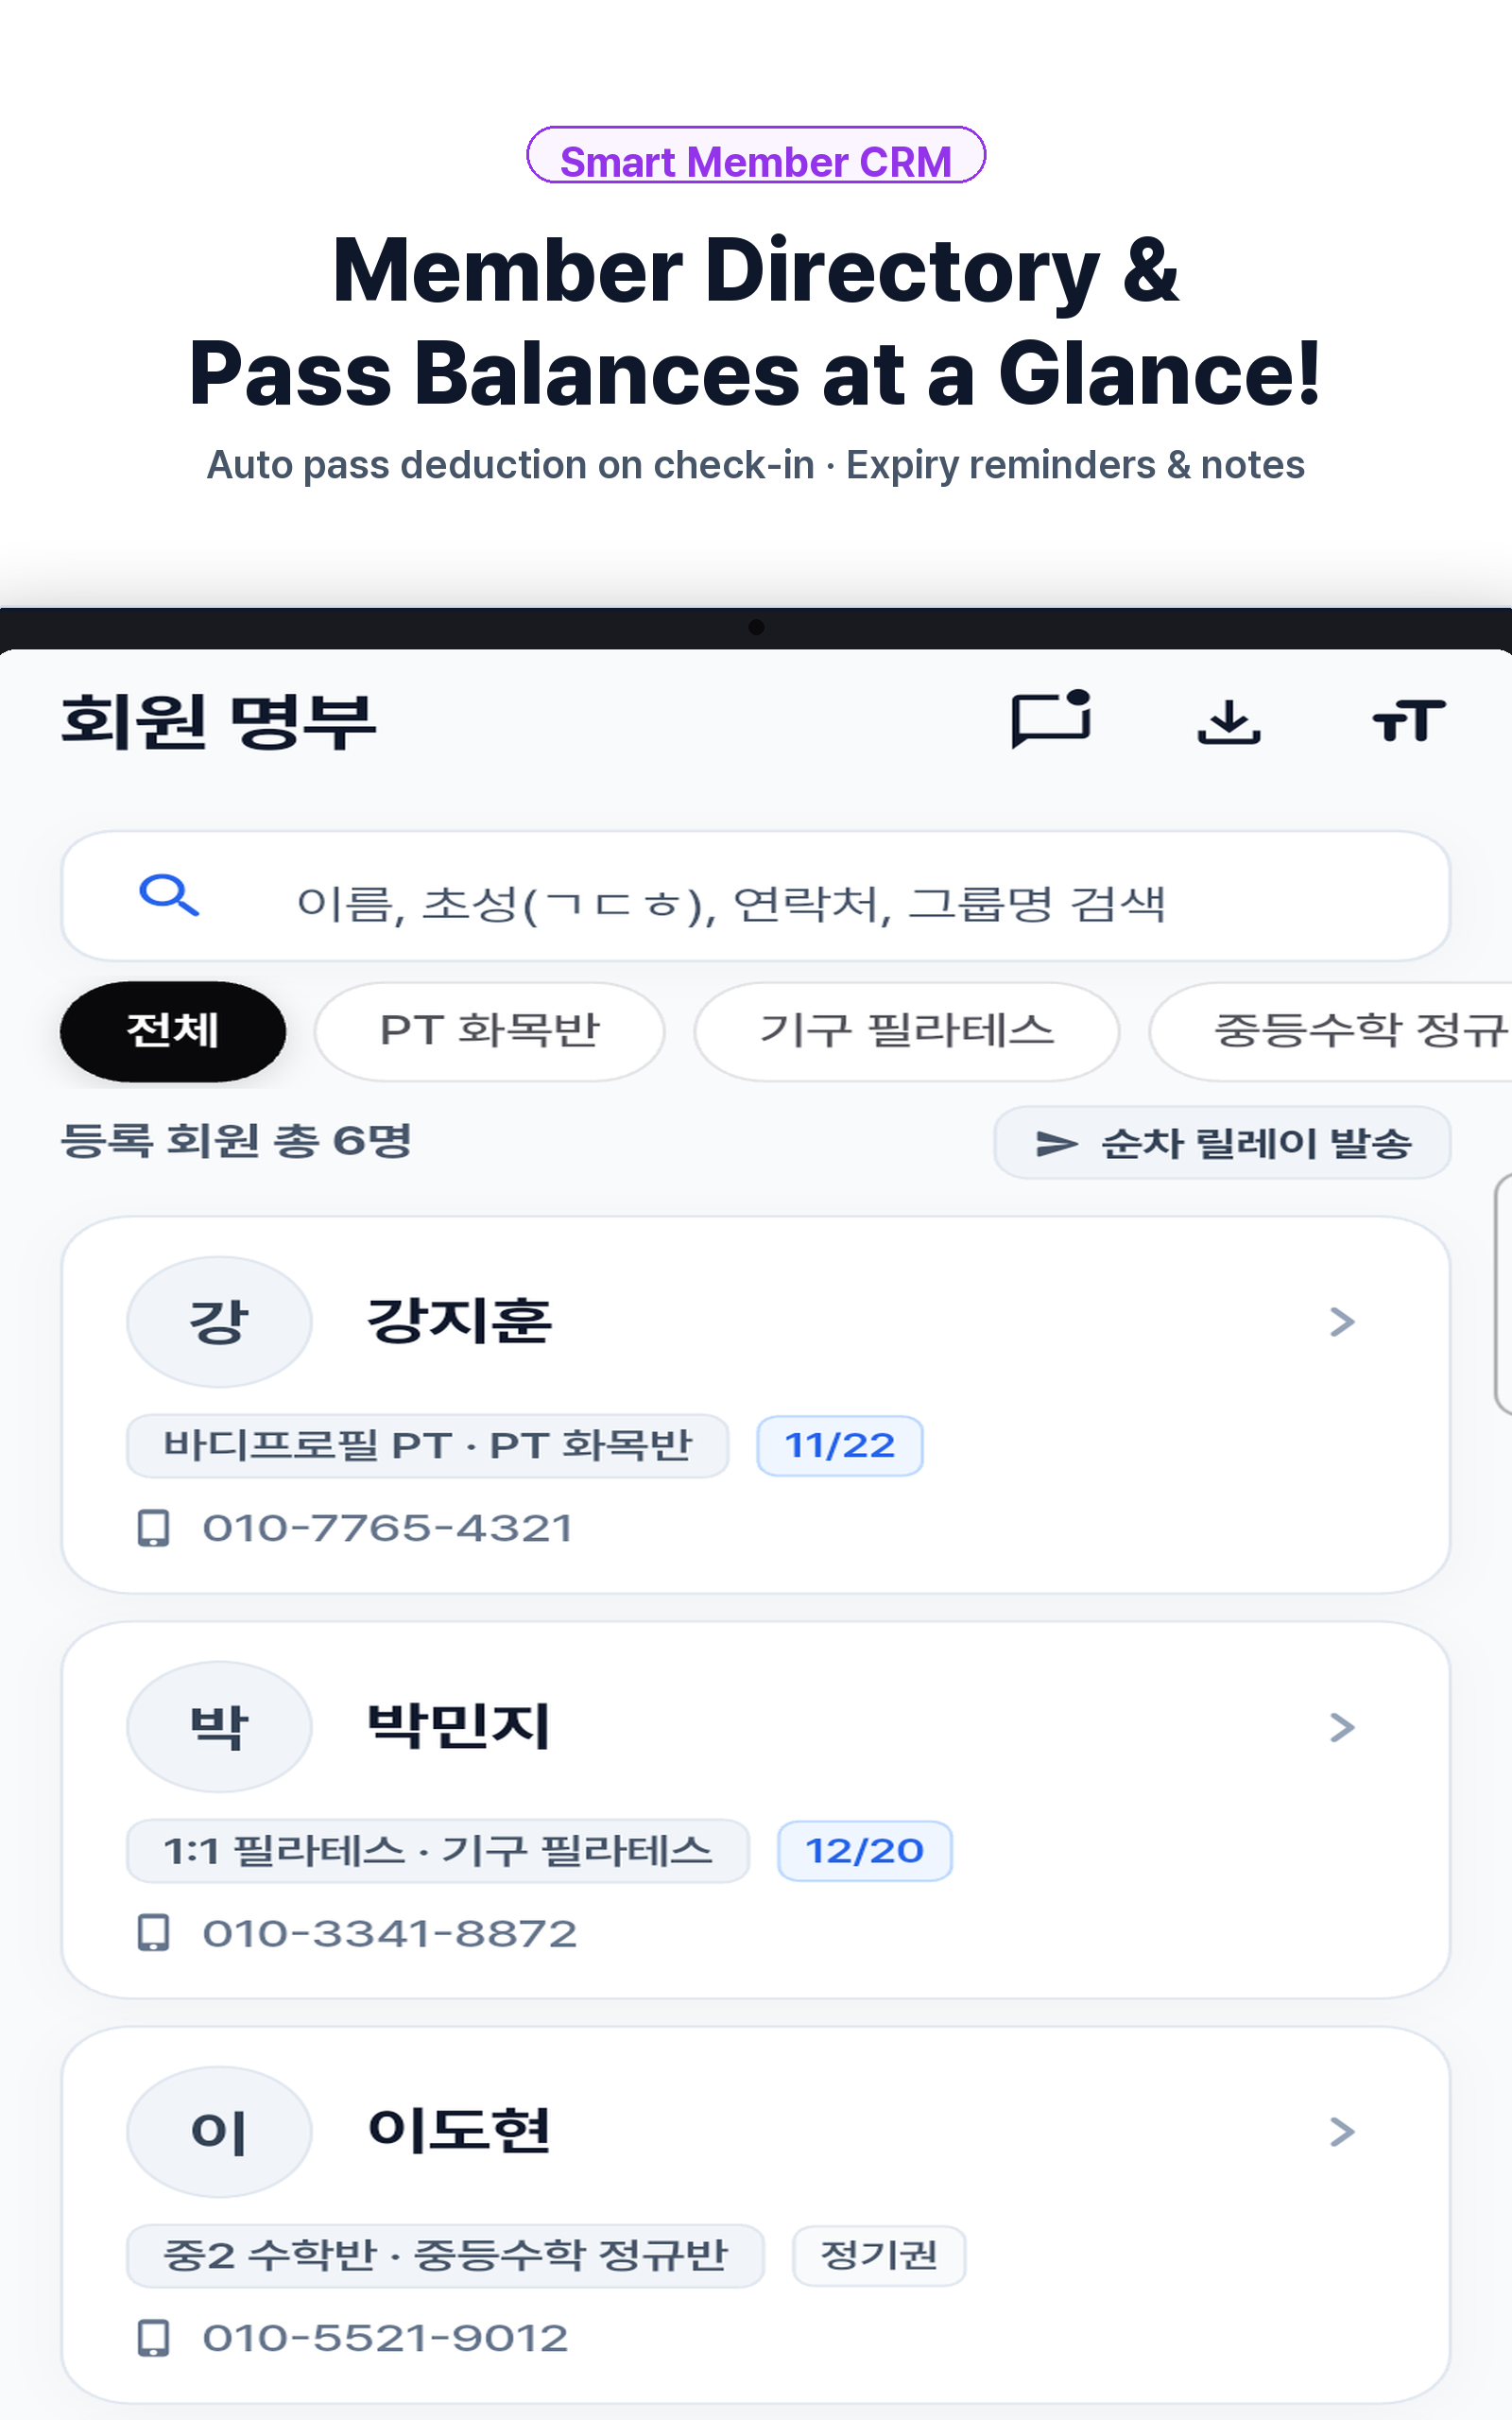 Smart Member CRM
Member Directory &
Pass Balances at a Glance!
Auto pass deduction on check-in · Expiry reminders & notes
회원 명부
이름, 초성(ㄱㄷㅎ), 연락처, 그룹명 검색
전체
PT 화목반
기구 필라테스
중등수학 정규
등록 회원 총 6명
순차 릴레이 발송
강
강지훈
바디프로필 PT · PT 화목반
11/22
010-7765-4321
박
박민지
1:1 필라테스 · 기구 필라테스
12/20
010-3341-8872
이
이도현
중2 수학반 · 중등수학 정규반
정기권
010-5521-9012